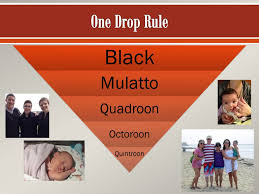 One Drop Rule
Black
Mulatto
Quadroon
Octoroon
Quintroon